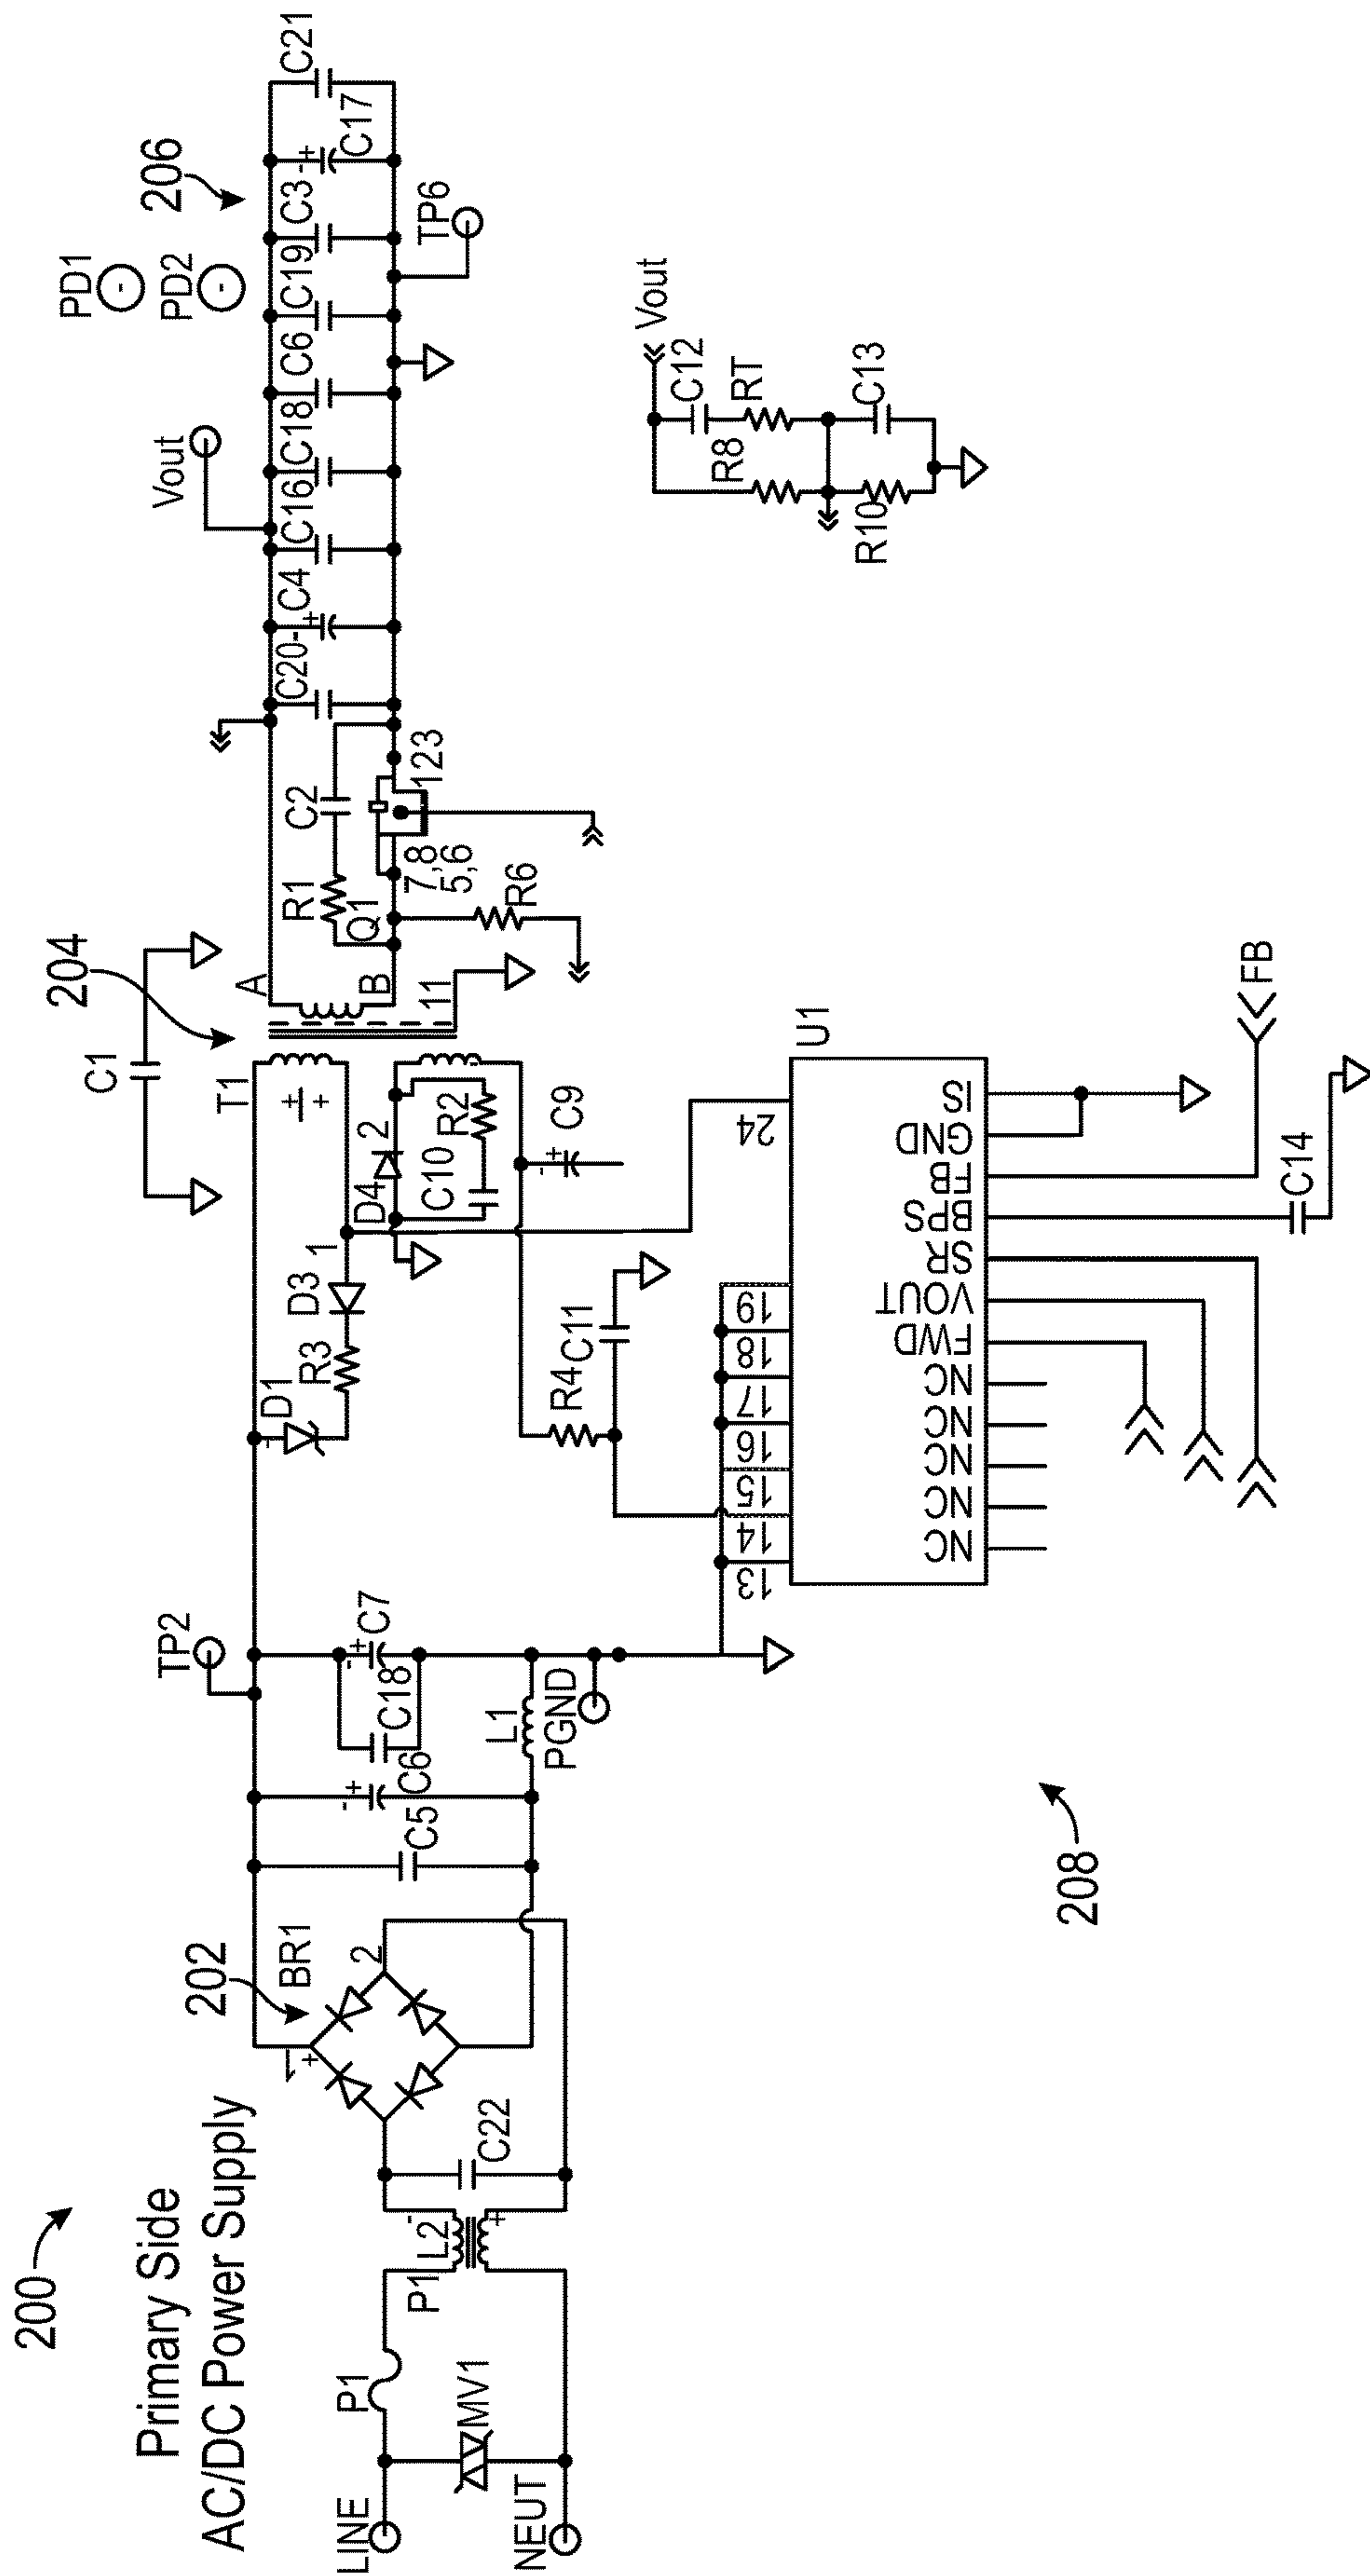 200
Primary Side
AC/DC Power Supply
LINE
NEUT
P1
MV1
P1
L2
-
+
C22
202
BR1
1
+
2
C5
C6
- +
C18
C7
- +
TP2
L1
PGND
D1
-
R3
D3
1
T1
C1
204
D4
2
C10
R2
C9
- +
R4
C11
A
B
11
R1
C2
Q1
7,8
5,6
123
R6
C20
C4
- +
C16
Vout
C18
C6
C19
C3
C17
- +
C21
206
PD1
-
PD2
-
TP6
Vout
C12
RT
R8
C13
R10
U1
13
14
15
16
17
18
19
24
NC
NC
NC
NC
NC
FWD
VOUT
SR
BPS
FB
GND
IS
FB
C14
208